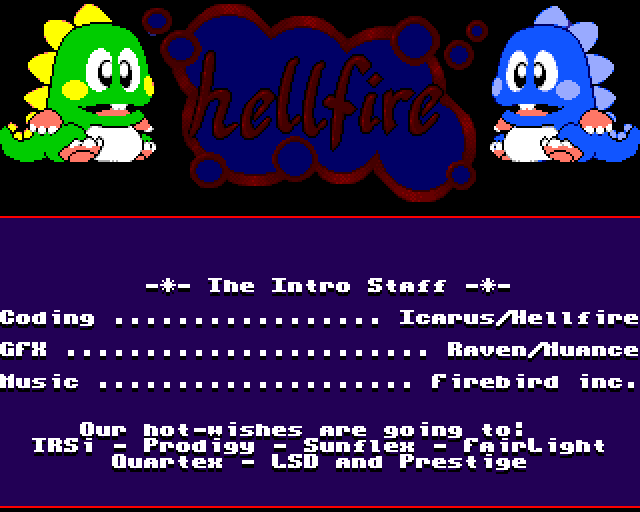 hellfire
-*- The Intro Staff -*-
Coding .................. Icarus/Hellfire
GFX ....................... Raven/Nuance
Music .................... Firebird inc.
Our hot-wishes are going to:
IRSi - Prodigy - Sunflex - FAirLight
Quartex - LSD and Prestige